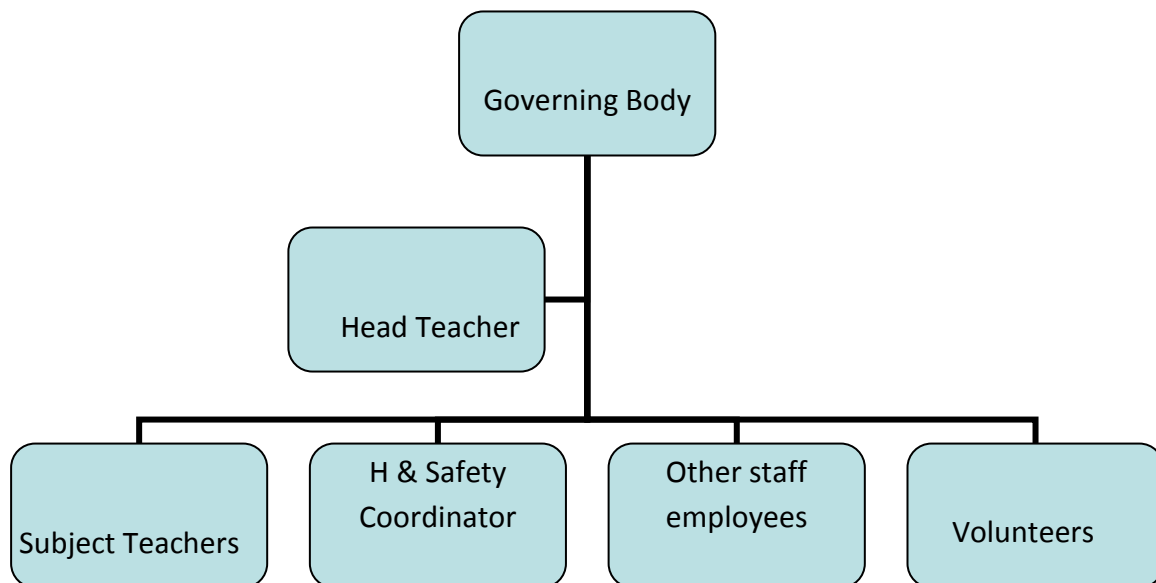 Governing Body
Head Teacher
Subject Teachers
H & Safety
Coordinator
Other staff
employees
Volunteers